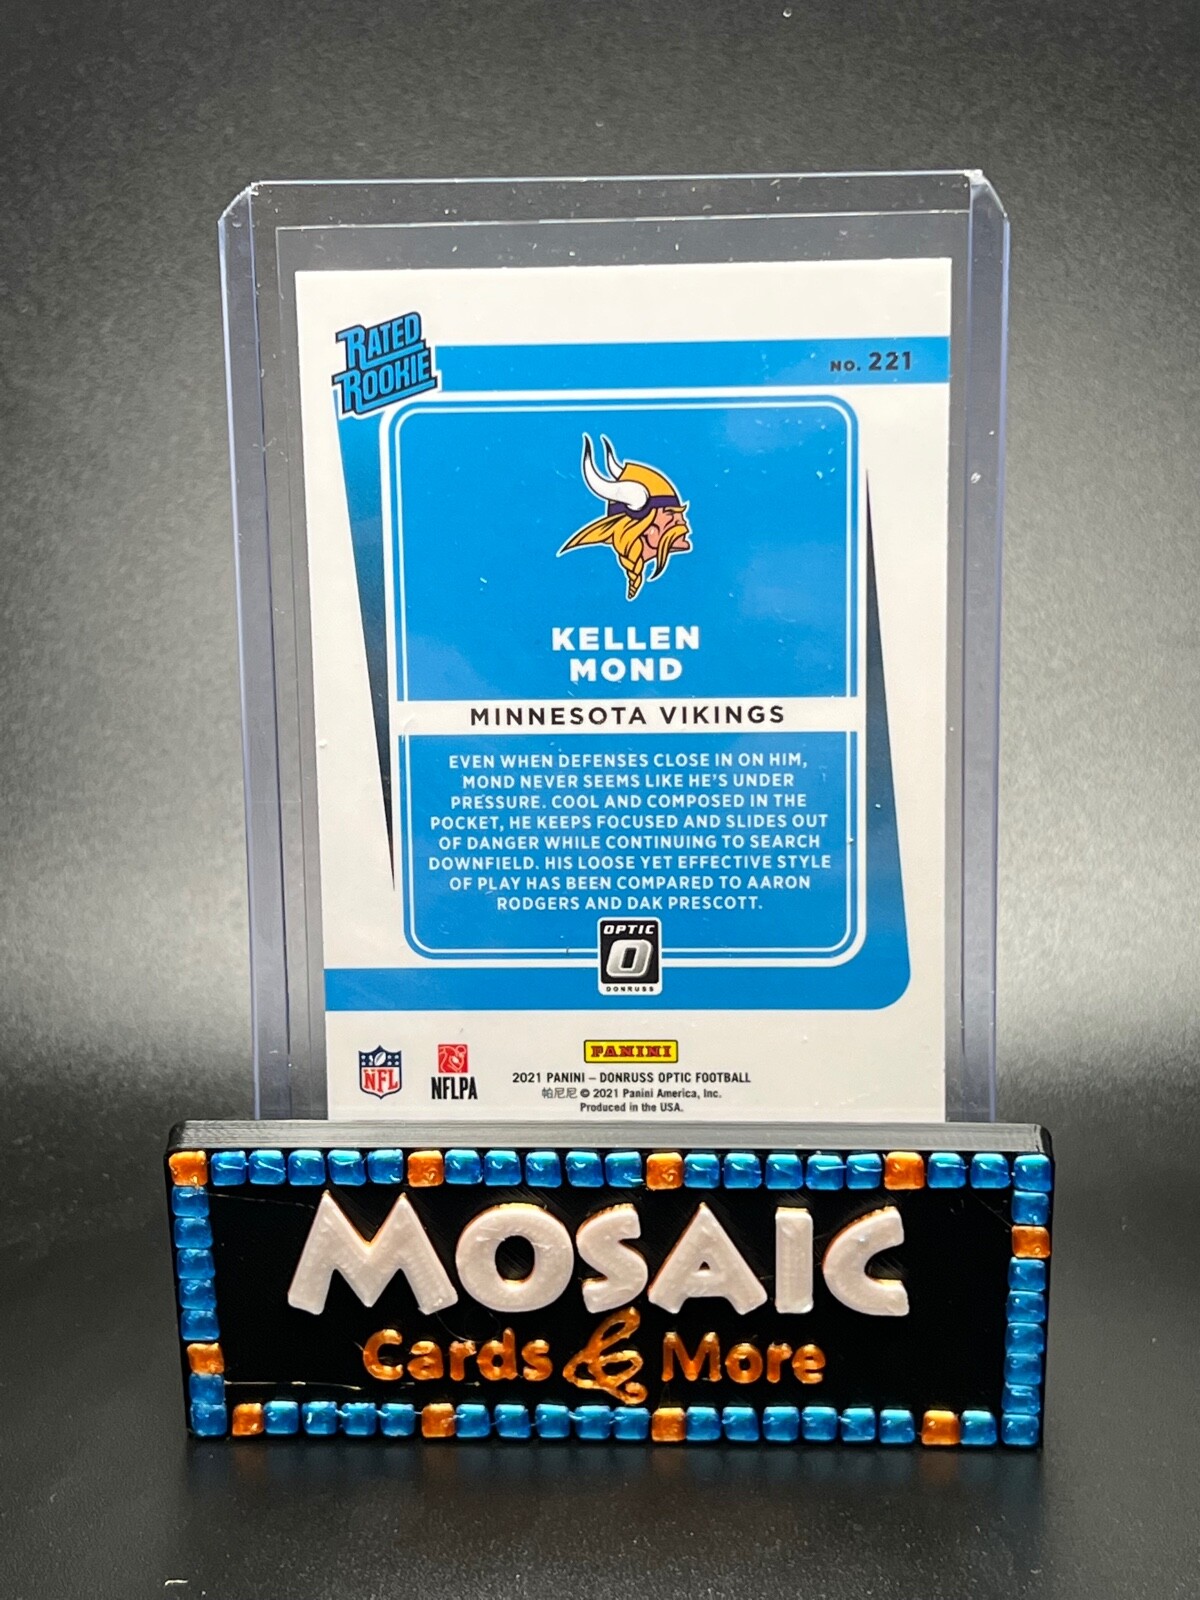 RATED
ROOKIE
NO. 221
KELLEN
MOND
MINNESOTA VIKINGS
EVEN WHEN DEFENSES CLOSE IN ON HIM,
MOND NEVER SEEMS LIKE HE'S UNDER
PRESSURE. COOL AND COMPOSED IN THE
POCKET, HE KEEPS FOCUSED AND SLIDES OUT
OF DANGER WHILE CONTINUING TO SEARCH
DOWNFIELD. HIS LOOSE YET EFFECTIVE STYLE
OF PLAY HAS BEEN COMPARED TO AARON
RODGERS AND DAK PRESCOTT.
OPTIC
O
DONRUSS
NFL
NFLPA
PANINI
2021 PANINI – DONRUSS OPTIC FOOTBALL
帕尼尼 © 2021 Panini America, Inc.
Produced in the USA.
MOSAIC
Cards & More